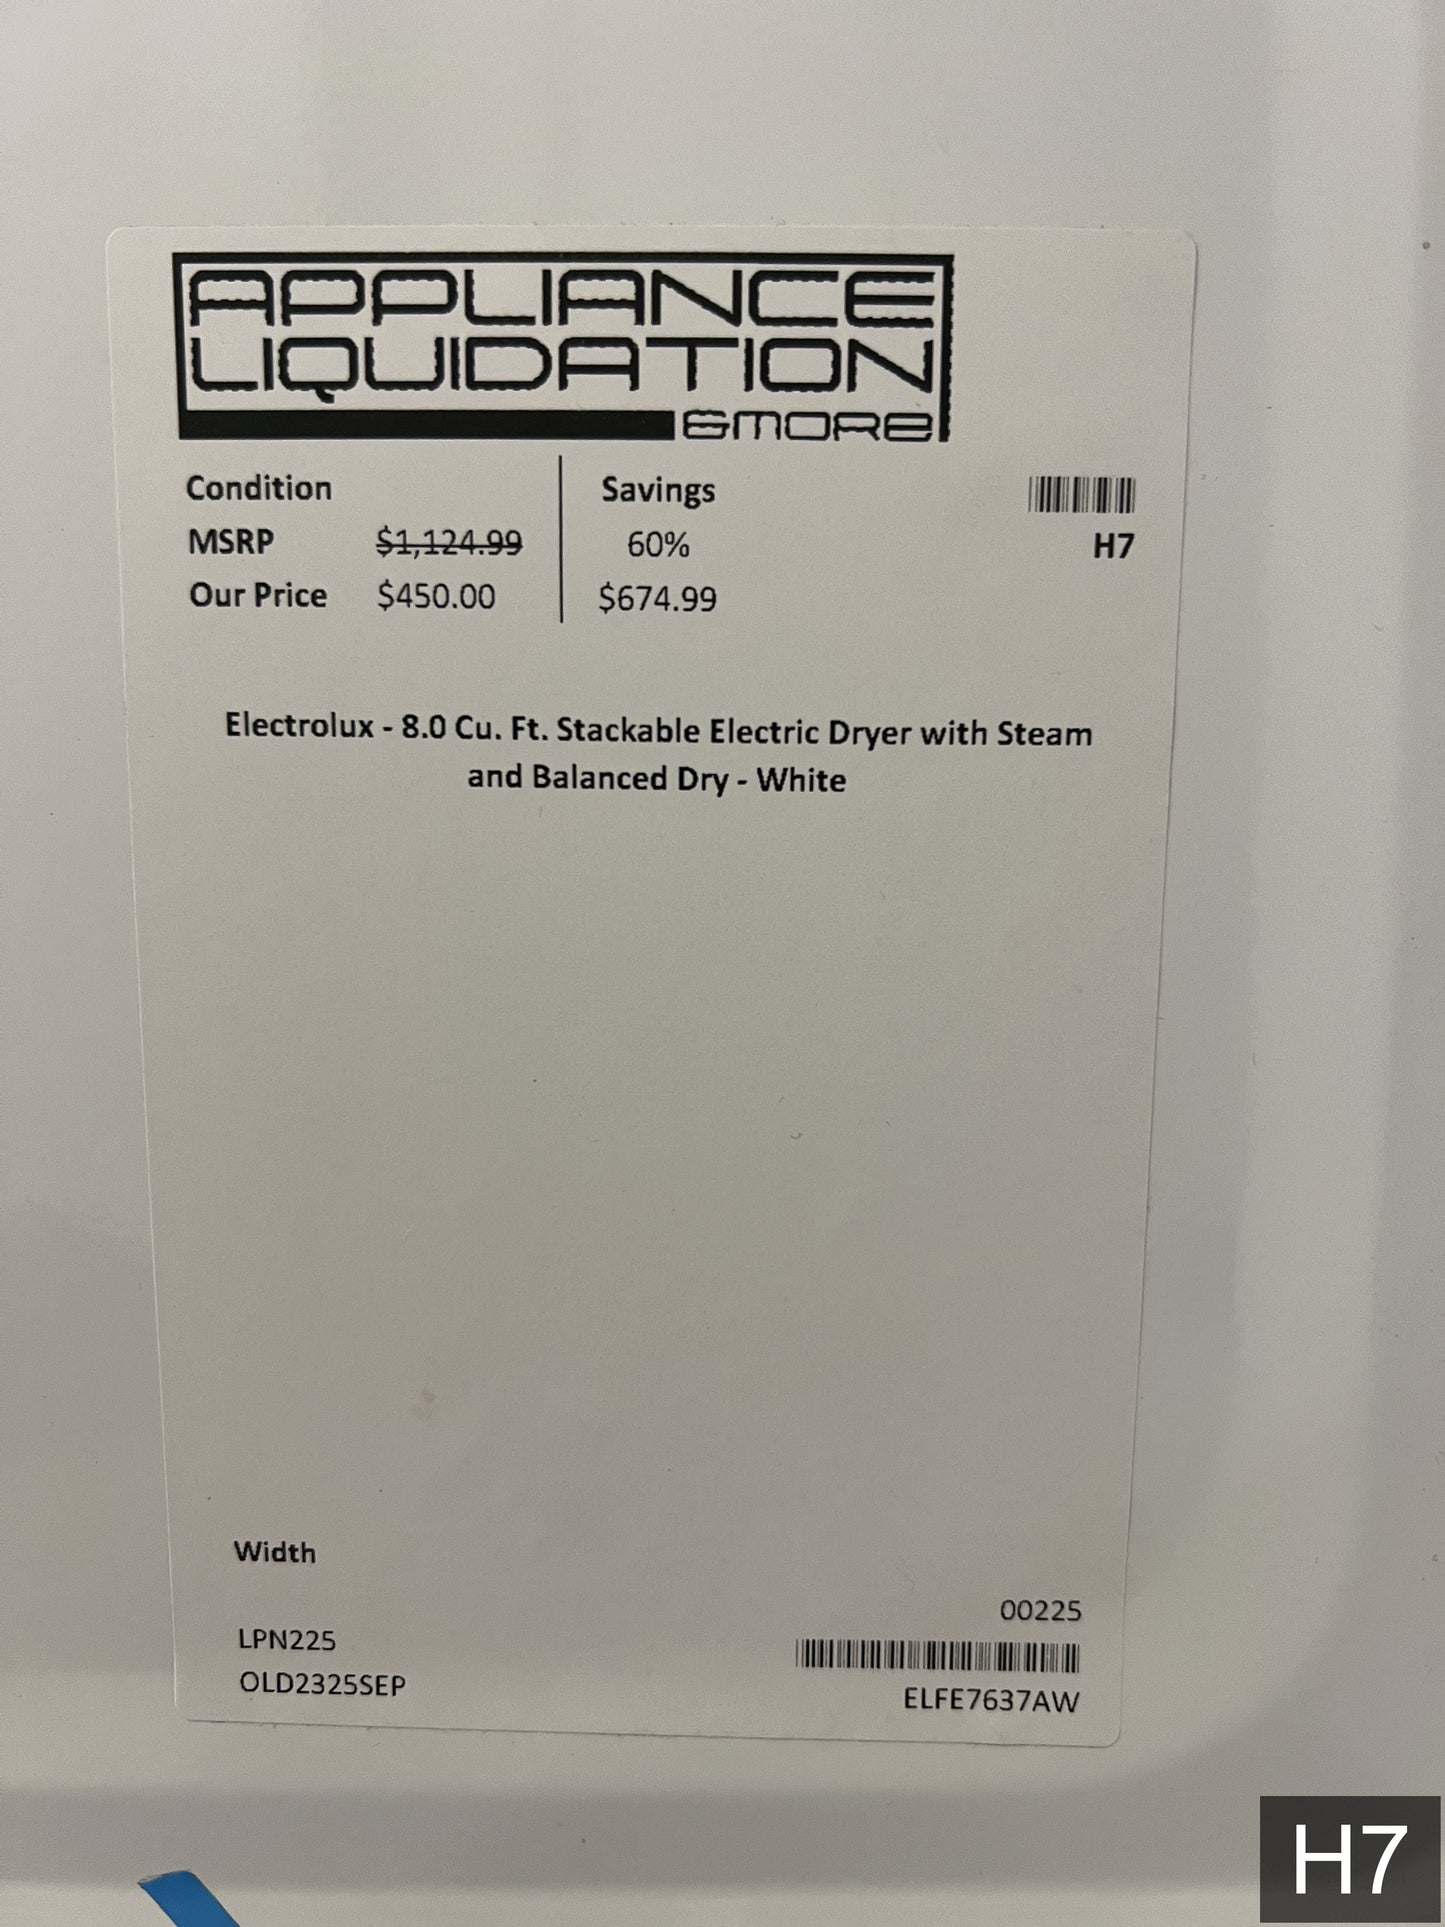 APPLIANCE
LIQUIDATION
&MORE
Condition
Savings
MSRP $1,124.99 60%
H7
Our Price $450.00 $674.99
Electrolux - 8.0 Cu. Ft. Stackable Electric Dryer with Steam
and Balanced Dry - White
Width
00225
LPN225
OLD2325SEP
ELFE7637AW
H7